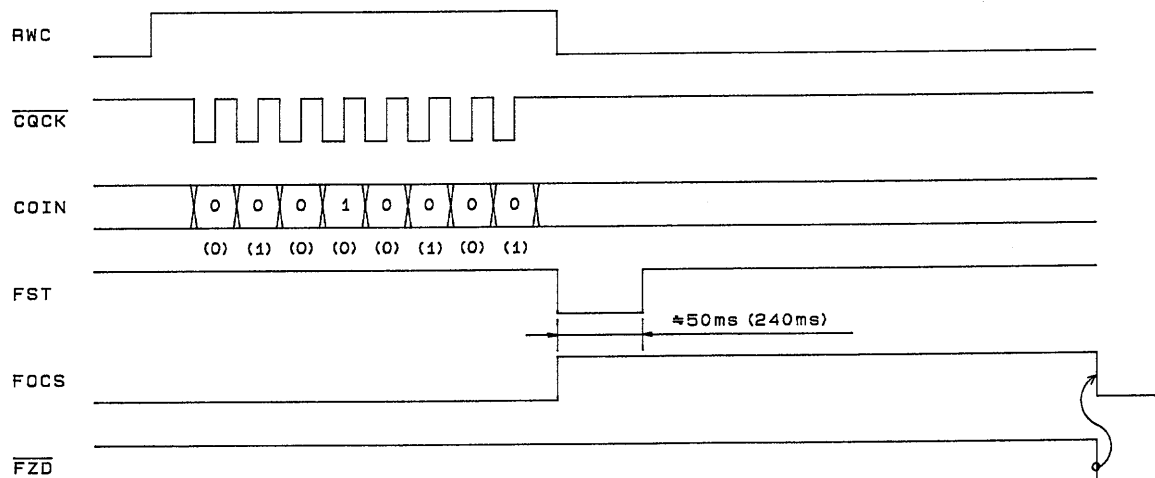 RWC
CQCK
COIN 0 0 0 1 0 0 0 0
(0) (1) (0) (0) (0) (1) (0) (1)
FST
≒50ms (240ms)
FOCS
FZD